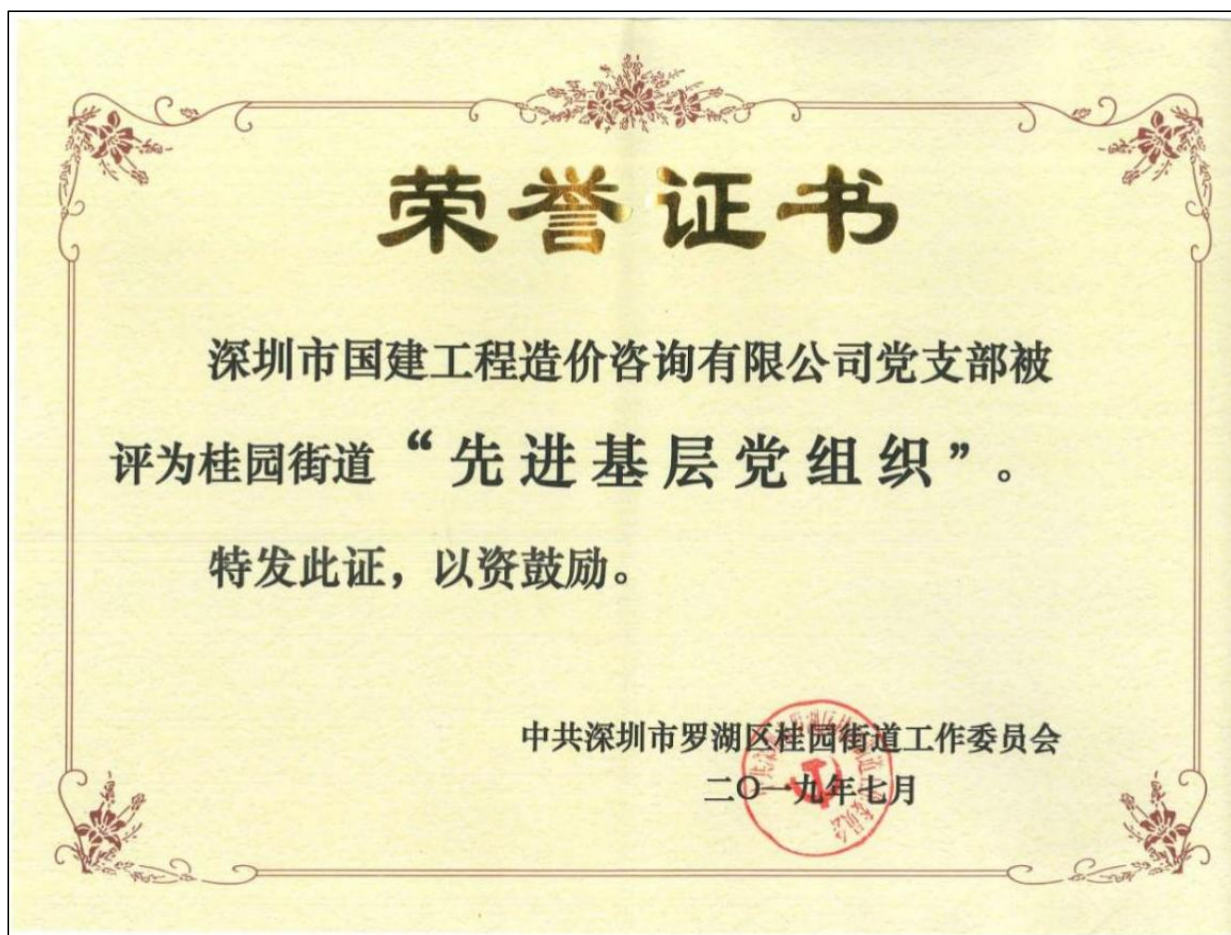 荣誉证书
深圳市国建工程造价咨询有限公司党支部被
评为桂园街道“先进基层党组织”。
特发此证，以资鼓励。
中共深圳市罗湖区桂园街道工作委员会
二〇一九年七月